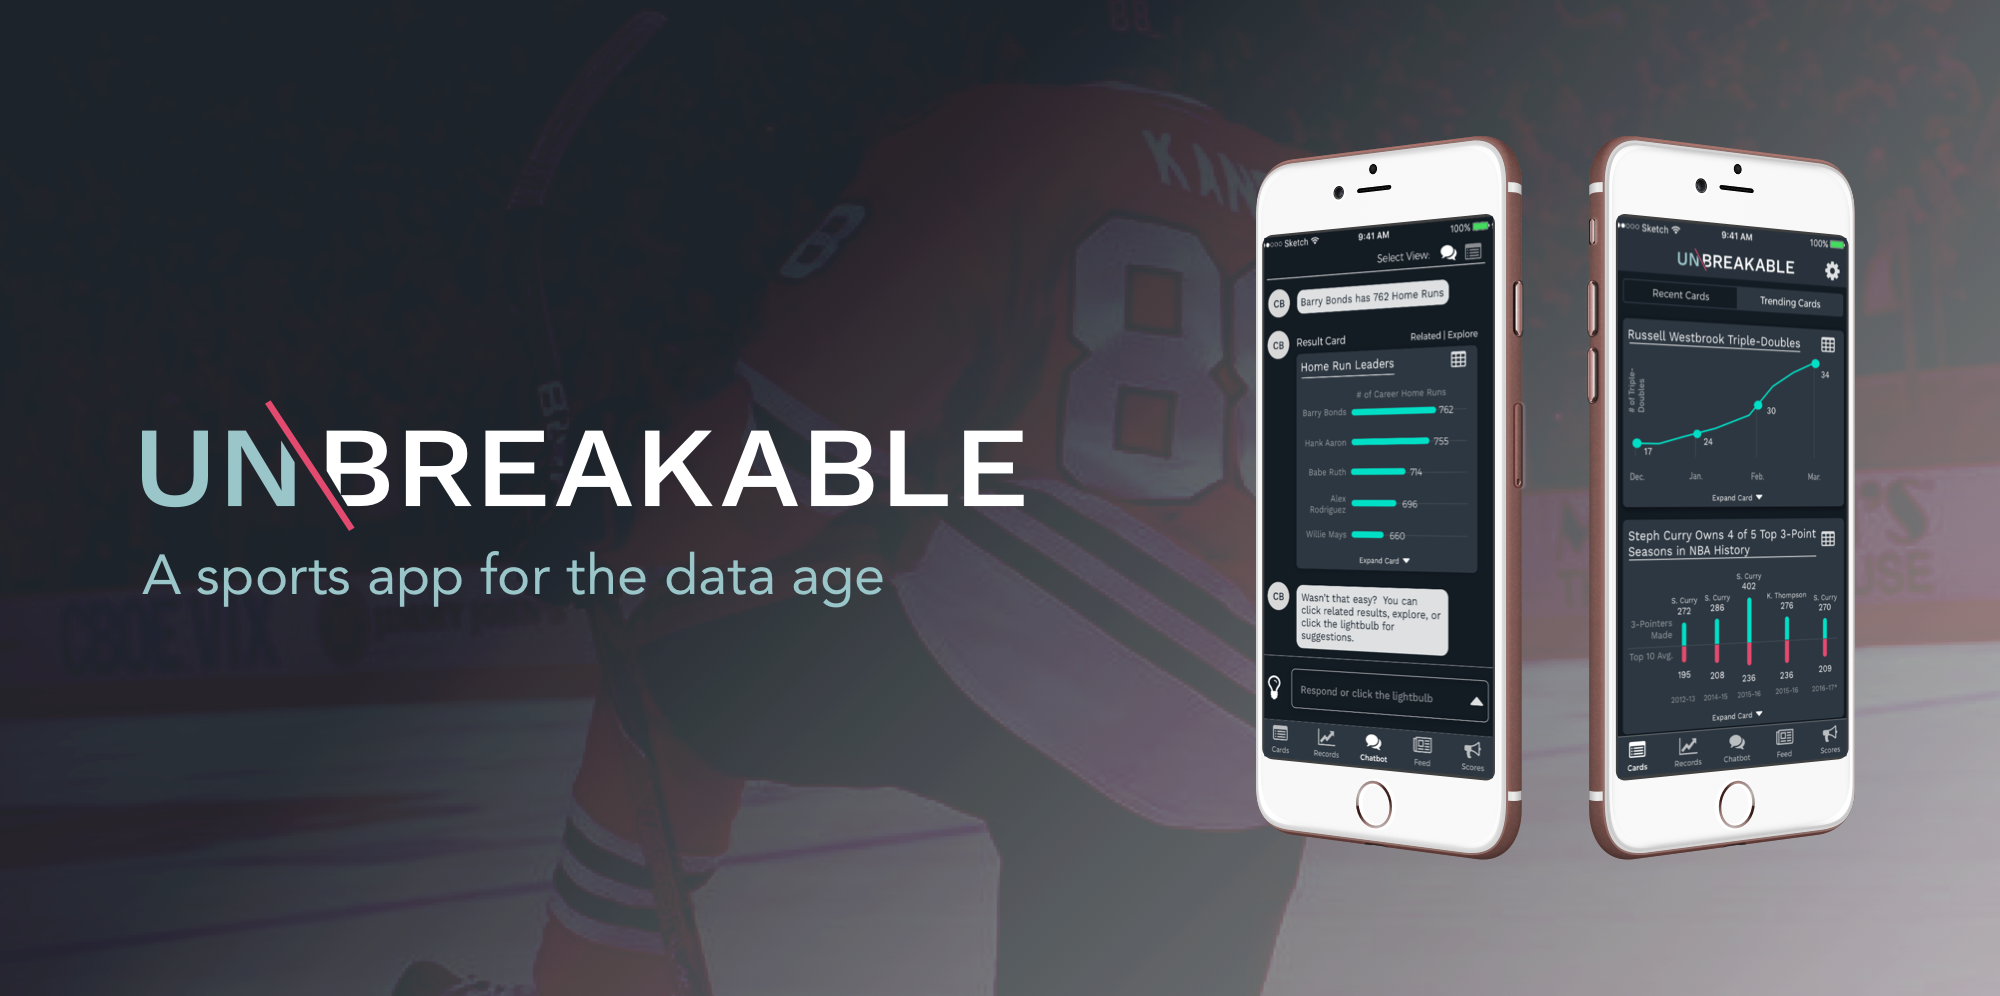 UNBREAKABLE
A sports app for the data age
88
8
KAN
88
Sketch
9:41 AM
100%
Select View:
CB
Barry Bonds has 762 Home Runs
CB
Result Card
Related | Explore
Home Run Leaders
# of Career Home Runs
Barry Bonds 762
Hank Aaron 755
Babe Ruth 714
Alex
Rodriguez 696
Willie Mays 660
Expand Card
CB
Wasn't that easy? You can
click related results, explore, or
click the lightbulb for
suggestions.
Respond or click the lightbulb
Cards Records Chatbot Feed Scores
Sketch
9:41 AM
100%
UNBREAKABLE
Recent Cards Trending Cards
Russell Westbrook Triple-Doubles
# of Triple-
Doubles
34
30
24
17
Dec. Jan. Feb. Mar.
Expand Card
Steph Curry Owns 4 of 5 Top 3-Point
Seasons in NBA History
S. Curry S. Curry S. Curry K. Thompson S. Curry
272 286 402 276 270
3-Pointers
Made
Top 10 Avg.
195 208 236 236 209
2012-13 2014-15 2015-16 2015-16 2016-17*
Expand Card
Cards Records Chatbot Feed Scores